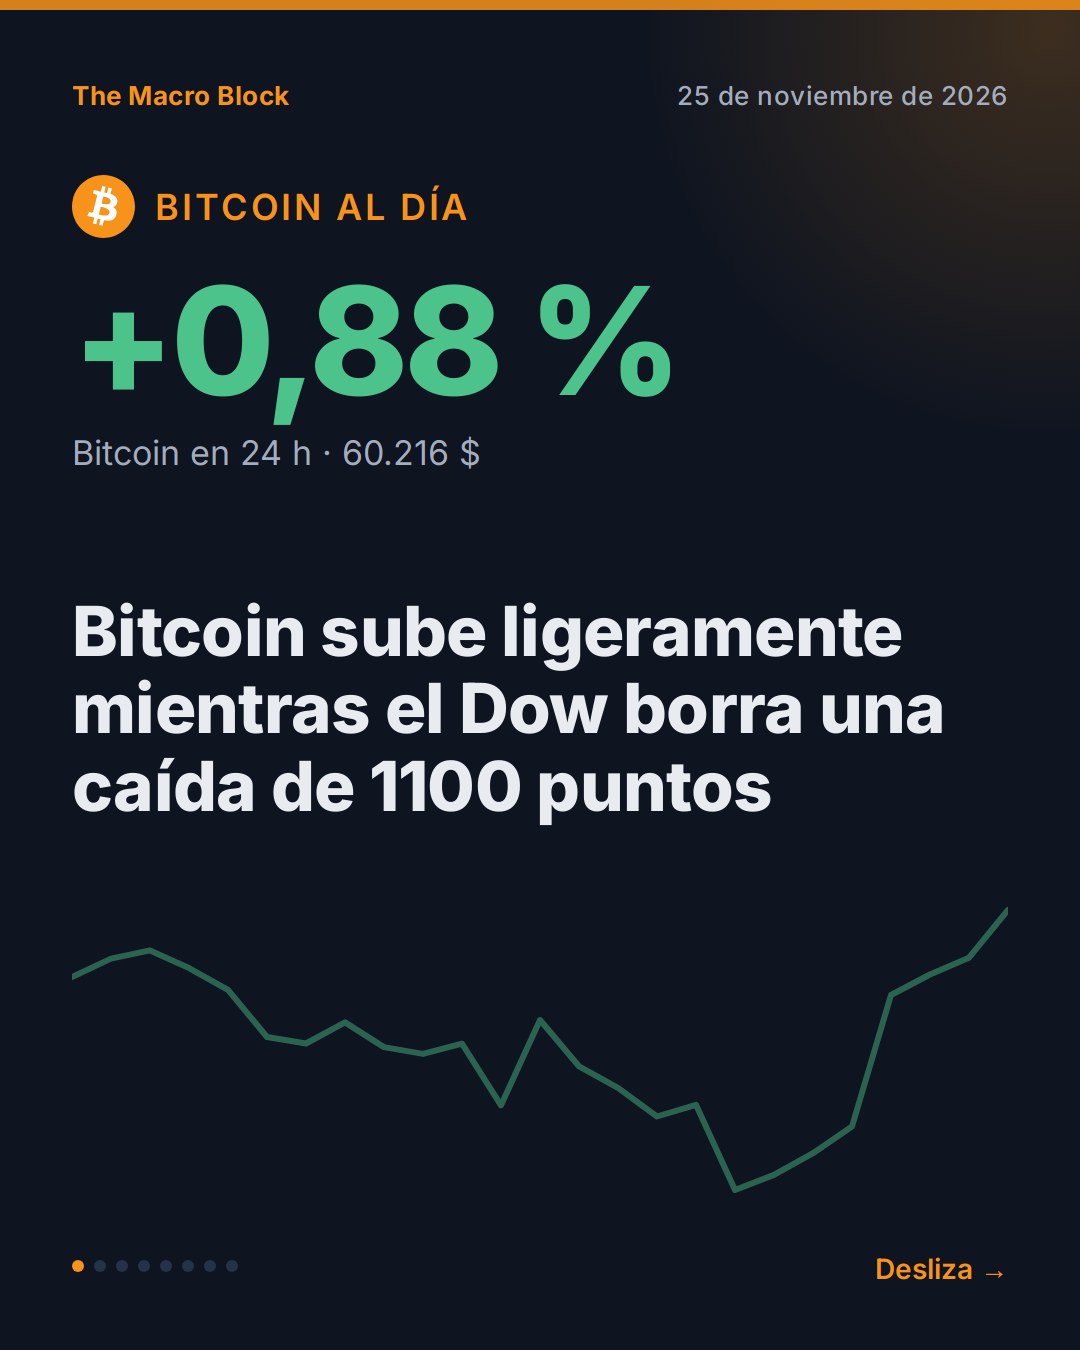 The Macro Block
25 de noviembre de 2026
BITCOIN AL DÍA
+0,88 %
Bitcoin en 24 h · 60.216 $
Bitcoin sube ligeramente
mientras el Dow borra una
caída de 1100 puntos
Desliza →